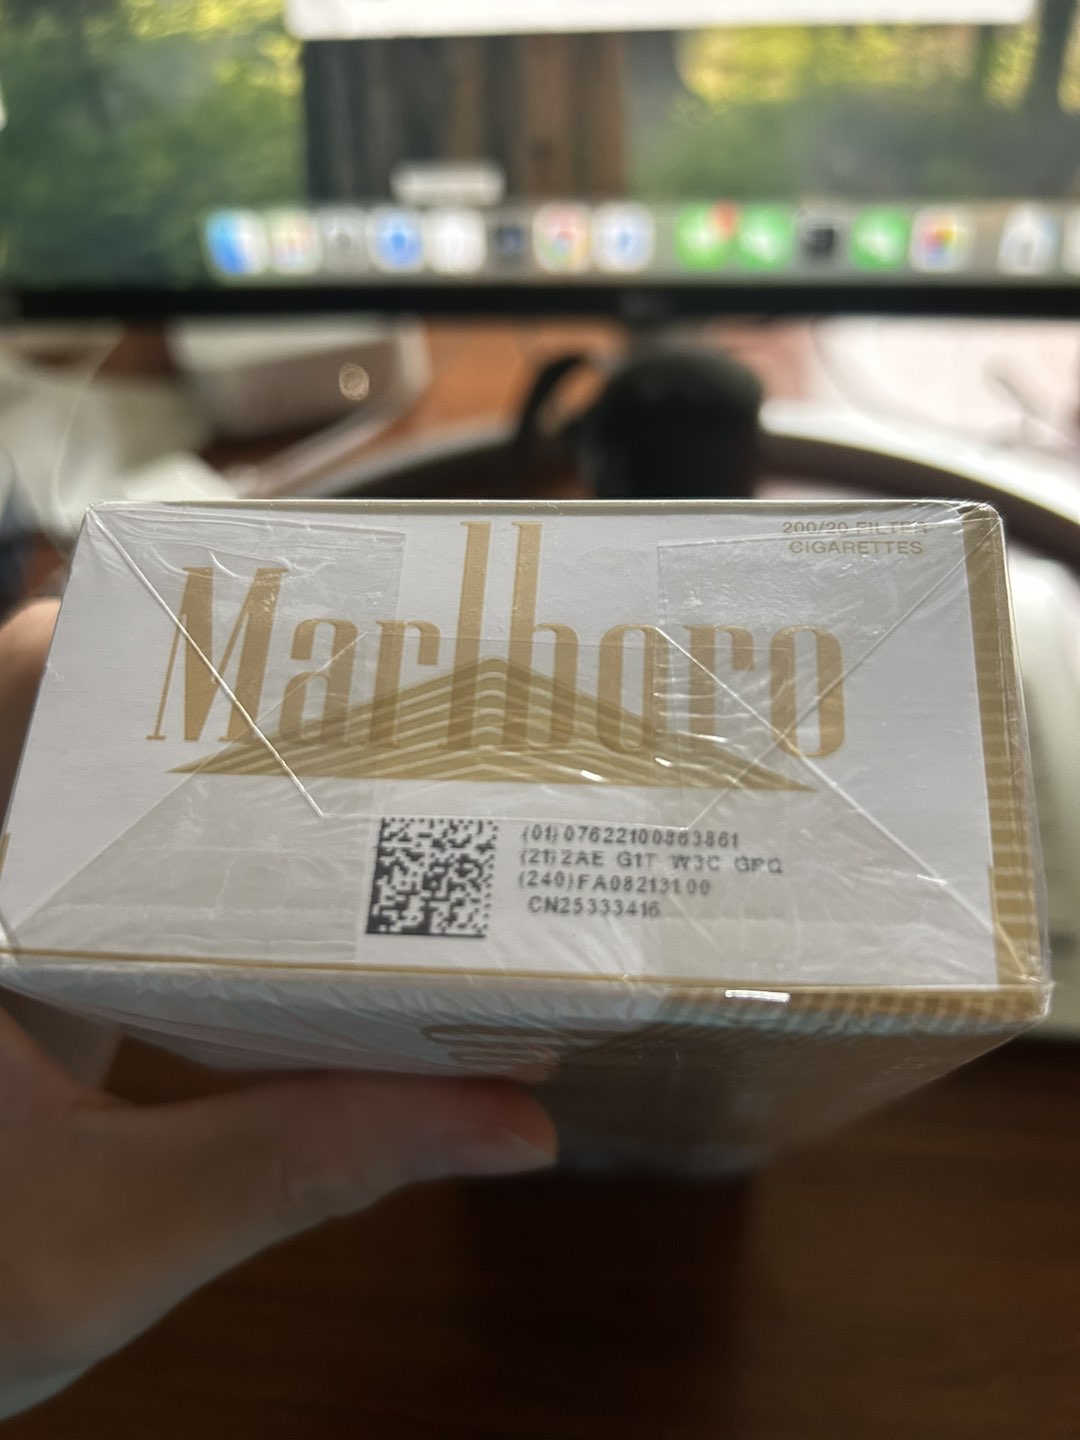 200/20 FILTER
CIGARETTES
Marlboro
(01)07622100863861
(21)2AE G1T W3C GPQ
(240)FA08213100
CN25333416